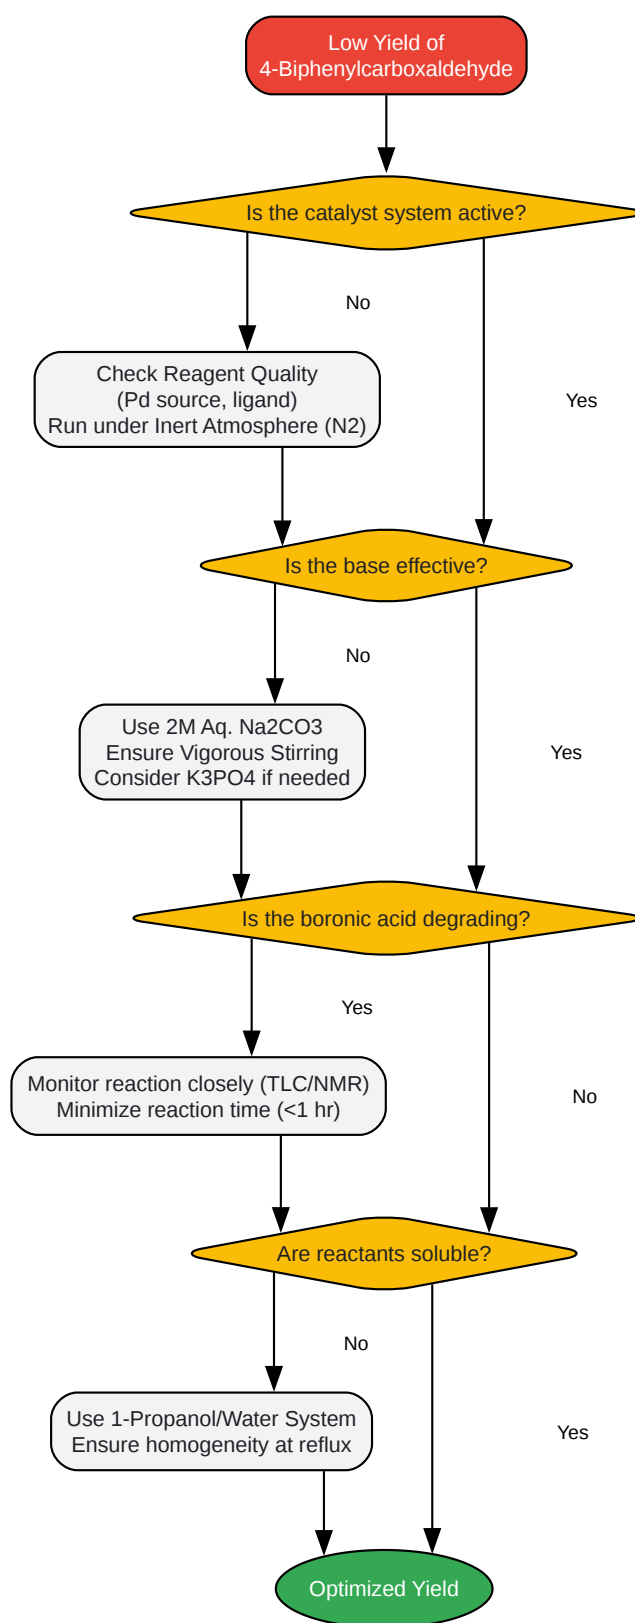 Low Yield of
4-Biphenylcarboxaldehyde
Is the catalyst system active?
No
Yes
Check Reagent Quality
(Pd source, ligand)
Run under Inert Atmosphere (N2)
Is the base effective?
No
Yes
Use 2M Aq. Na2CO3
Ensure Vigorous Stirring
Consider K3PO4 if needed
Is the boronic acid degrading?
Yes
No
Monitor reaction closely (TLC/NMR)
Minimize reaction time (<1 hr)
Are reactants soluble?
No
Yes
Use 1-Propanol/Water System
Ensure homogeneity at reflux
Optimized Yield